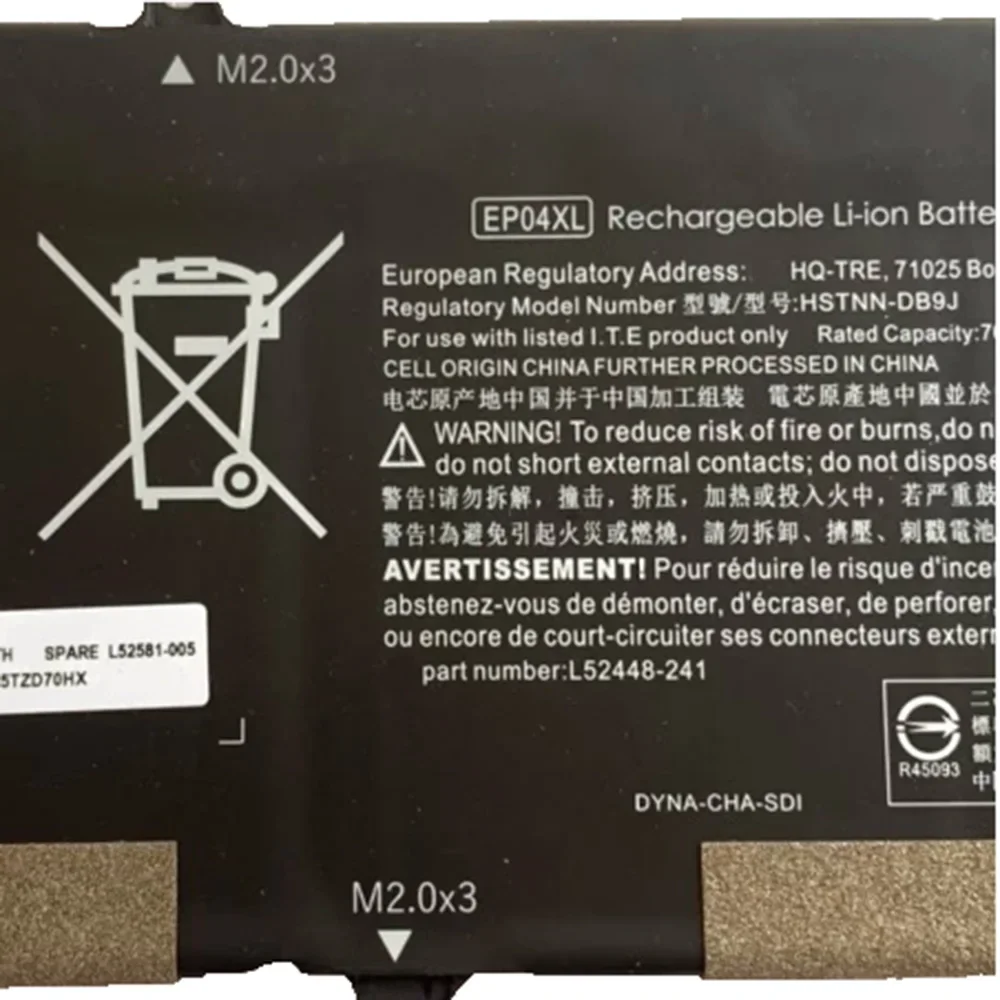 M2.0x3
EP04XL Rechargeable Li-ion Batte
European Regulatory Address: HQ-TRE, 71025 Bo
Regulatory Model Number 型號/型号:HSTNN-DB9J
For use with listed I.T.E product only Rated Capacity:7
CELL ORIGIN CHINA FURTHER PROCESSED IN CHINA
电芯原产地中国并于中国加工组装 電芯原產地中國並於
WARNING! To reduce risk of fire or burns,do n
do not short external contacts; do not dispose
警告!请勿拆解，撞击，挤压，加热或投入火中，若严重鼓
警告!為避免引起火災或燃燒，請勿拆卸、擠壓、刺戳電池
AVERTISSEMENT! Pour réduire le risque d'ince
abstenez-vous de démonter, d'écraser, de perforer,
ou encore de court-circuiter ses connecteurs extern
part number:L52448-241
TH SPARE L52581-005
5TZD70HX
二
標
額
中
R45093
DYNA-CHA-SDI
M2.0x3